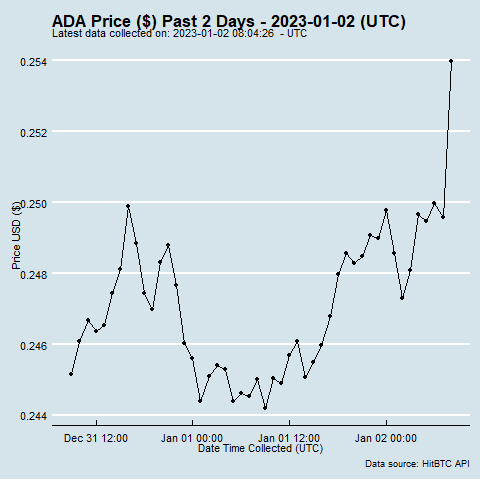 ADA Price ($) Past 2 Days - 2023-01-02 (UTC)
Latest data collected on: 2023-01-02 08:04:26 - UTC
0.254
0.252
0.250
0.248
0.246
0.244
Price USD ($)
Dec 31 12:00 Jan 01 00:00 Jan 01 12:00 Jan 02 00:00
Date Time Collected (UTC)
Data source: HitBTC API